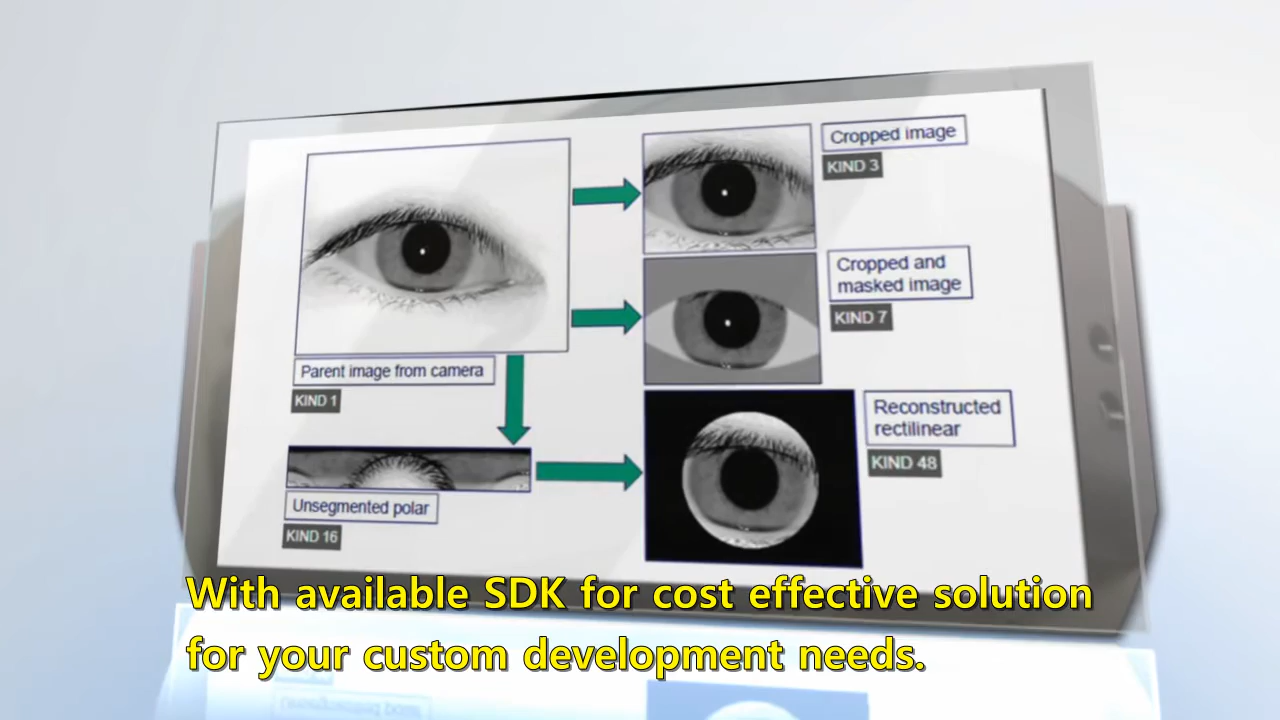 Cropped image
KIND 3
Cropped and
masked image
KIND 7
Parent image from camera
KIND 1
Reconstructed
rectilinear
KIND 48
Unsegmented polar
KIND 16
With available SDK for cost effective solution
for your custom development needs.